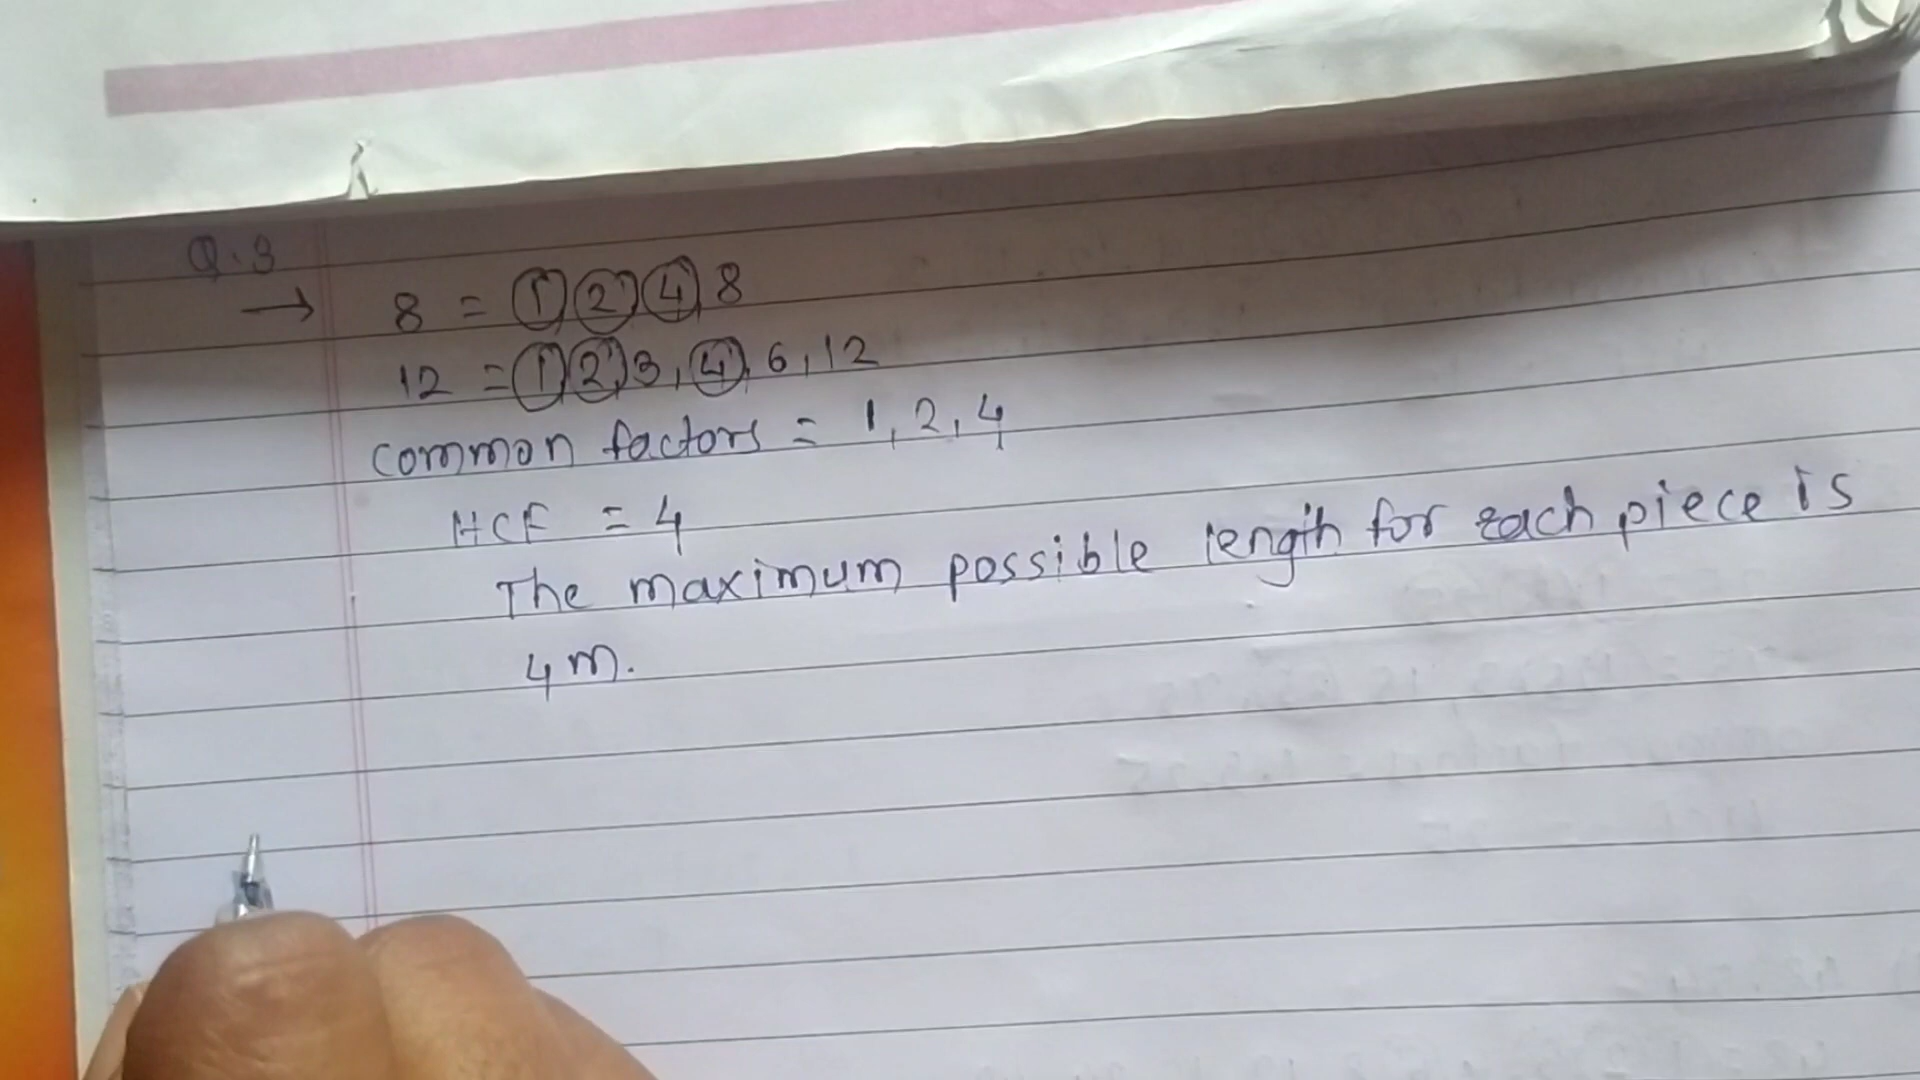 Q.3
→ 8 = 1, 2, 4, 8
12 = 1, 2, 3, 4, 6, 12
common factors = 1, 2, 4
HCF = 4
The maximum possible length for each piece is
4 m.